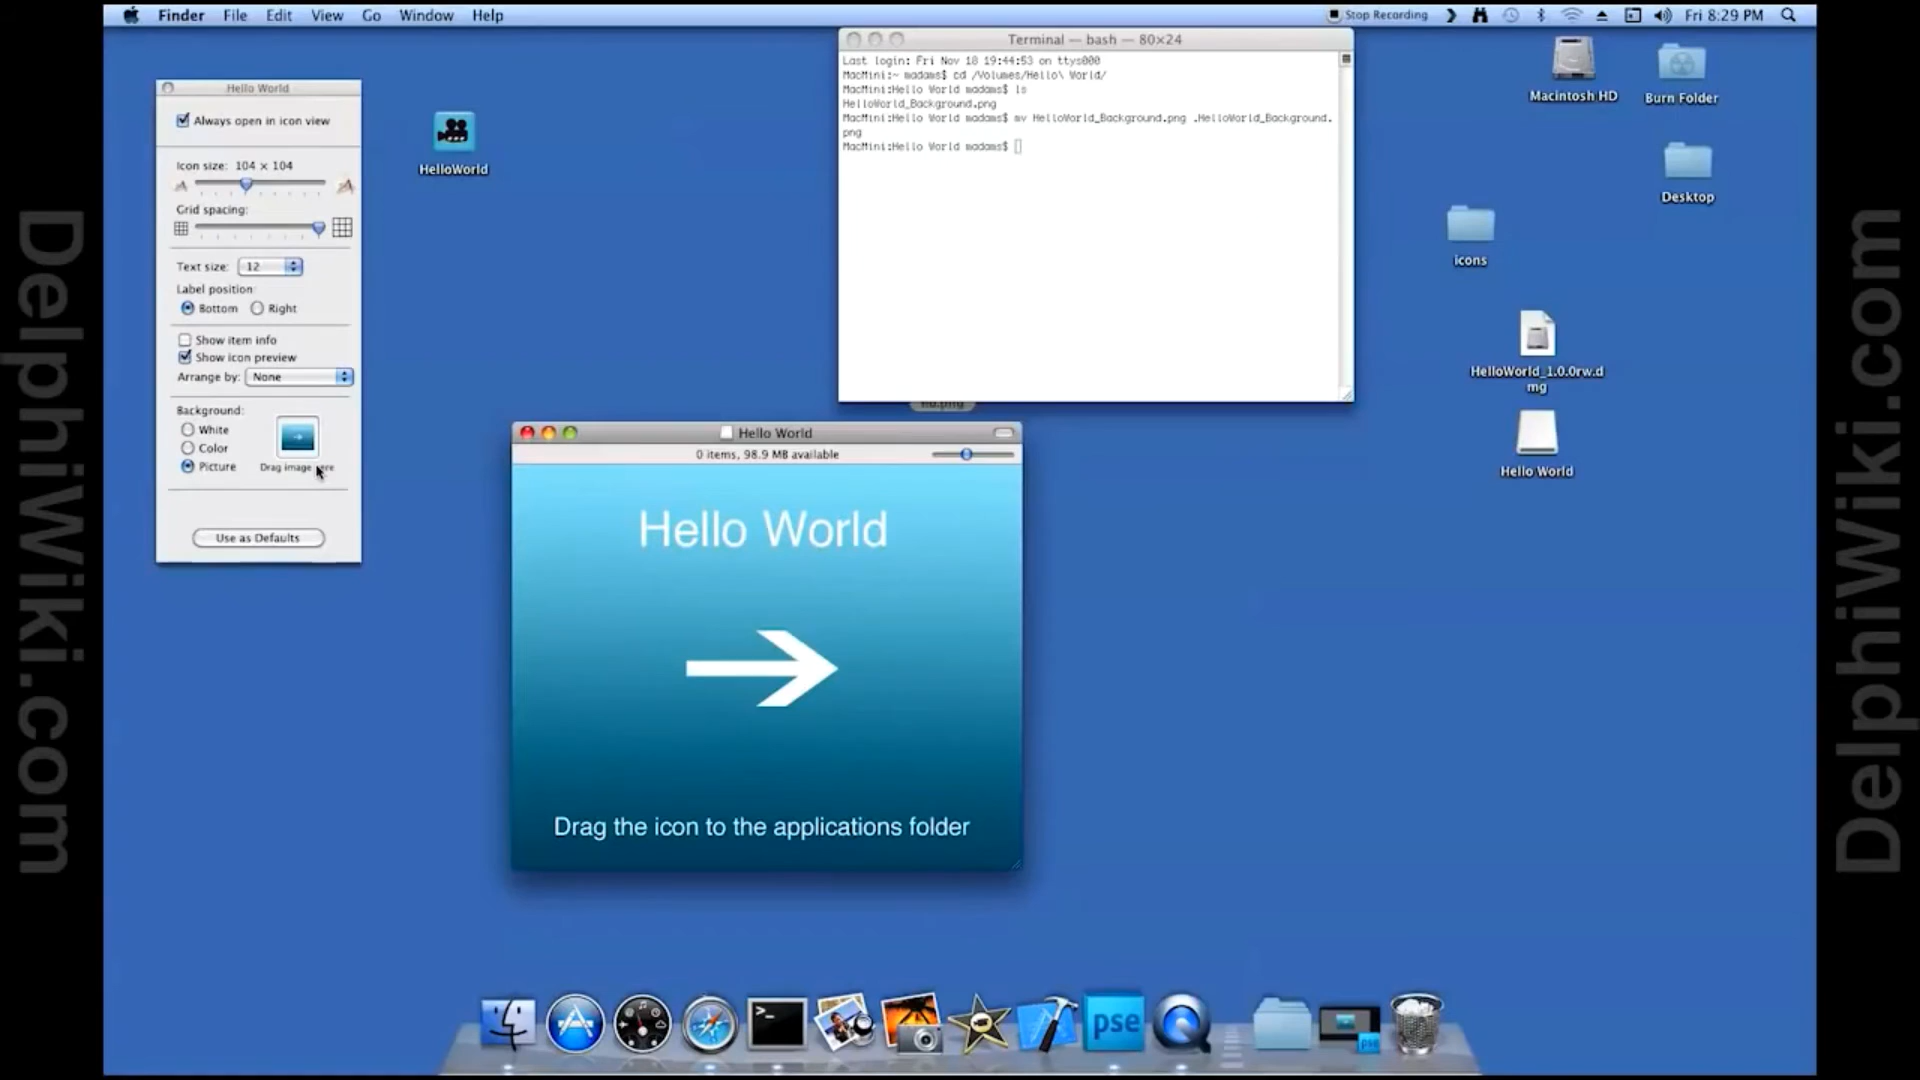 Finder File Edit View Go Window Help
Stop Recording
Fri 8:29 PM
DelphiWiki.com
Hello World
Always open in icon view
Icon size: 104 × 104
Grid spacing:
Text size: 12
Label position:
Bottom Right
Show item info
Show icon preview
Arrange by: None
Background:
White
Color
Picture
Drag image
Use as Defaults
HelloWorld
Terminal — bash — 80×24
Last login: Fri Nov 18 19:44:53 on ttys000
MacMini:~ madams$ cd /Volumes/Hello\ World/
MacMini:Hello World madams$ ls
HelloWorld_Background.png
MacMini:Hello World madams$ mv HelloWorld_Background.png .HelloWorld_Background.
png
MacMini:Hello World madams$
Macintosh HD
Burn Folder
Desktop
icons
HelloWorld_1.0.0rw.d
mg
Hello World
Hello World
0 items, 98.9 MB available
Hello World
Drag the icon to the applications folder
>_
pse
pse
DelphiWiki.com